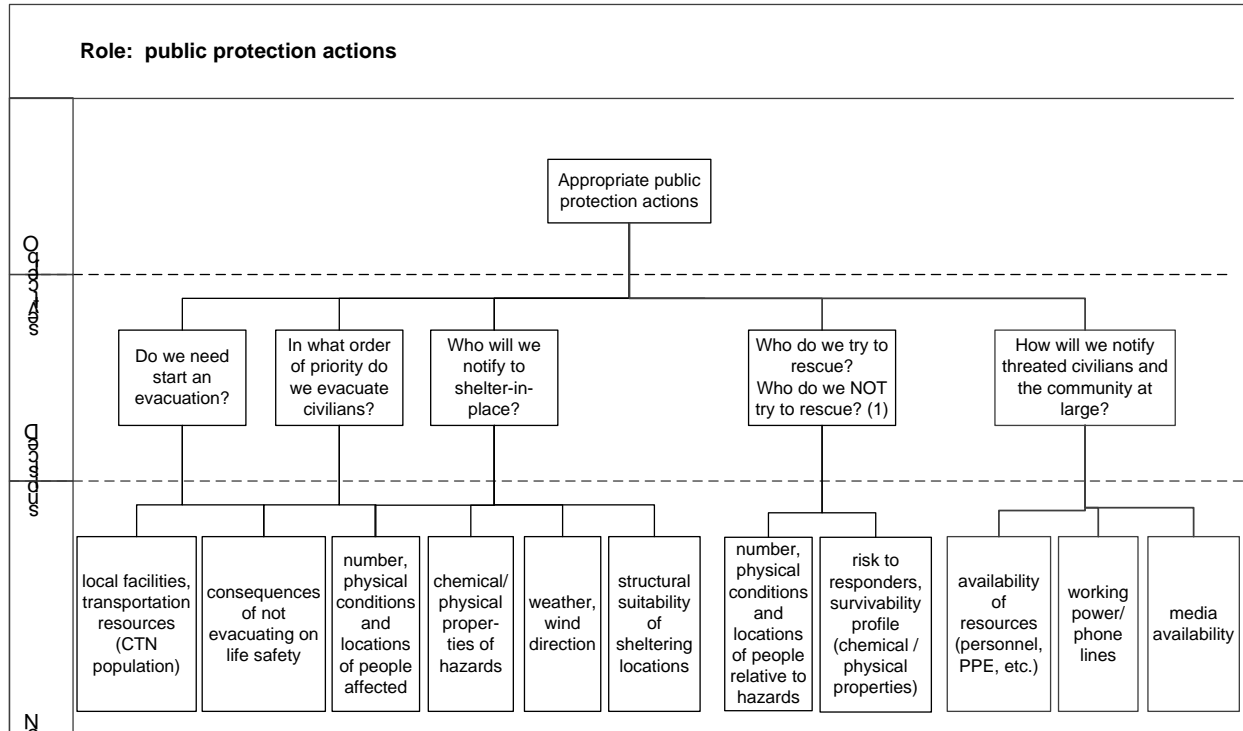 Role: public protection actions
Appropriate public
protection actions
Do we need
start an
evacuation?
In what order
of priority do
we evacuate
civilians?
Who will we
notify to
shelter-in-
place?
Who do we try to
rescue?
Who do we NOT
try to rescue? (1)
How will we notify
threated civilians and
the community at
large?
local facilities,
transportation
resources
(CTN
population)
consequences
of not
evacuating on
life safety
number,
physical
conditions
and
locations
of people
affected
chemical/
physical
proper-
ties of
hazards
weather,
wind
direction
structural
suitability
of
sheltering
locations
number,
physical
conditions
and
locations
of people
relative to
hazards
risk to
responders,
survivability
profile
(chemical /
physical
properties)
availability
of
resources
(personnel,
PPE, etc.)
working
power/
phone
lines
media
availability